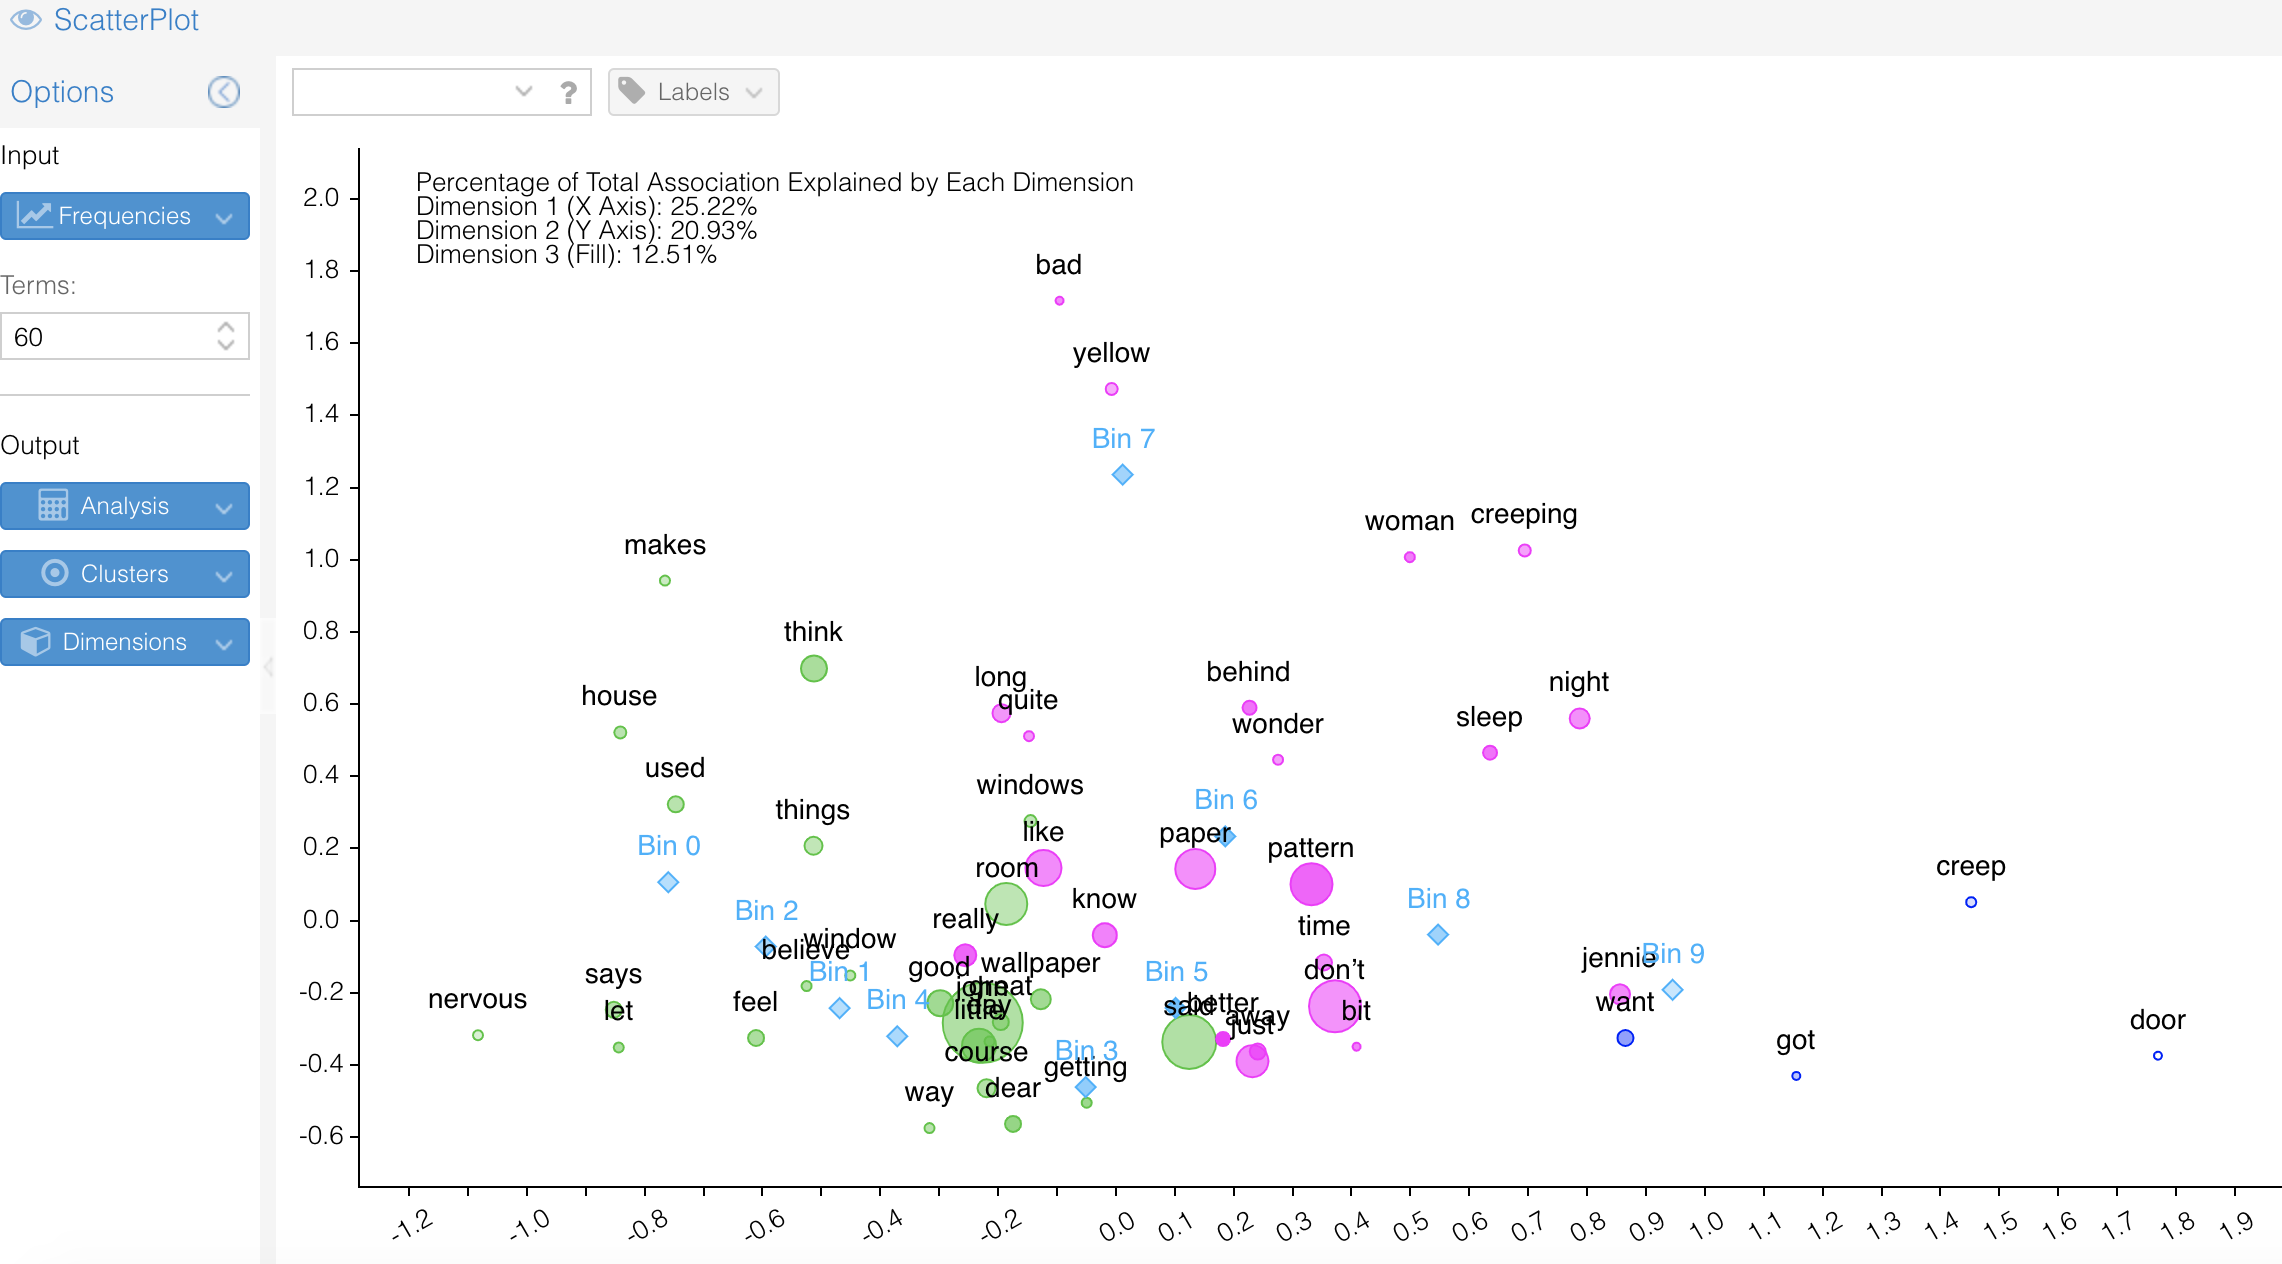 ScatterPlot
Options
? Labels
Input
Frequencies
Terms:
60
Output
Analysis
Clusters
Dimensions
Percentage of Total Association Explained by Each Dimension
Dimension 1 (X Axis): 25.22%
Dimension 2 (Y Axis): 20.93%
Dimension 3 (Fill): 12.51%
2.0
1.8
1.6
1.4
1.2
1.0
0.8
0.6
0.4
0.2
0.0
-0.2
-0.4
-0.6
bad
yellow
Bin 7
woman creeping
makes
think
long
quite
behind
wonder
night
sleep
house
used
things
windows
Bin 6
Bin 0
like
paper
pattern
room
creep
know
Bin 8
Bin 2
really
time
window
believe
Bin 1
good
wallpaper
Bin 5
don't
jennie
Bin 9
says
let
nervous
feel
Bin 4
john
great
day
little
said
better
away
just
bit
want
got
door
course
Bin 3
getting
way
dear
-1.2 -1.0 -0.8 -0.6 -0.4 -0.2 0.0 0.1 0.2 0.3 0.4 0.5 0.6 0.7 0.8 0.9 1.0 1.1 1.2 1.3 1.4 1.5 1.6 1.7 1.8 1.9